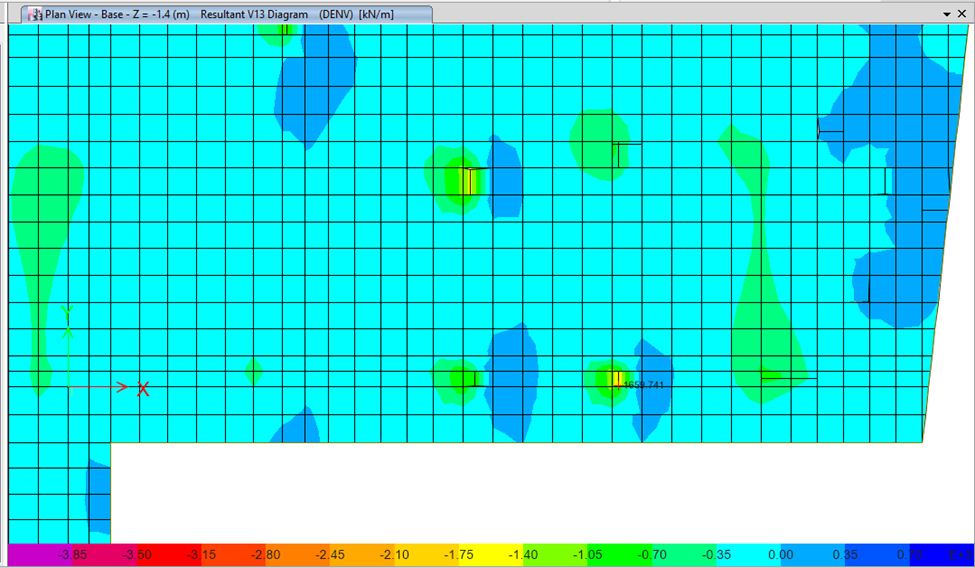 Plan View - Base - Z = -1.4 (m)    Resultant V13 Diagram    (DENV)  [kN/m]
Y
X
1659.741
-3.85 -3.50 -3.15 -2.80 -2.45 -2.10 -1.75 -1.40 -1.05 -0.70 -0.35 0.00 0.35 0.70 E+3